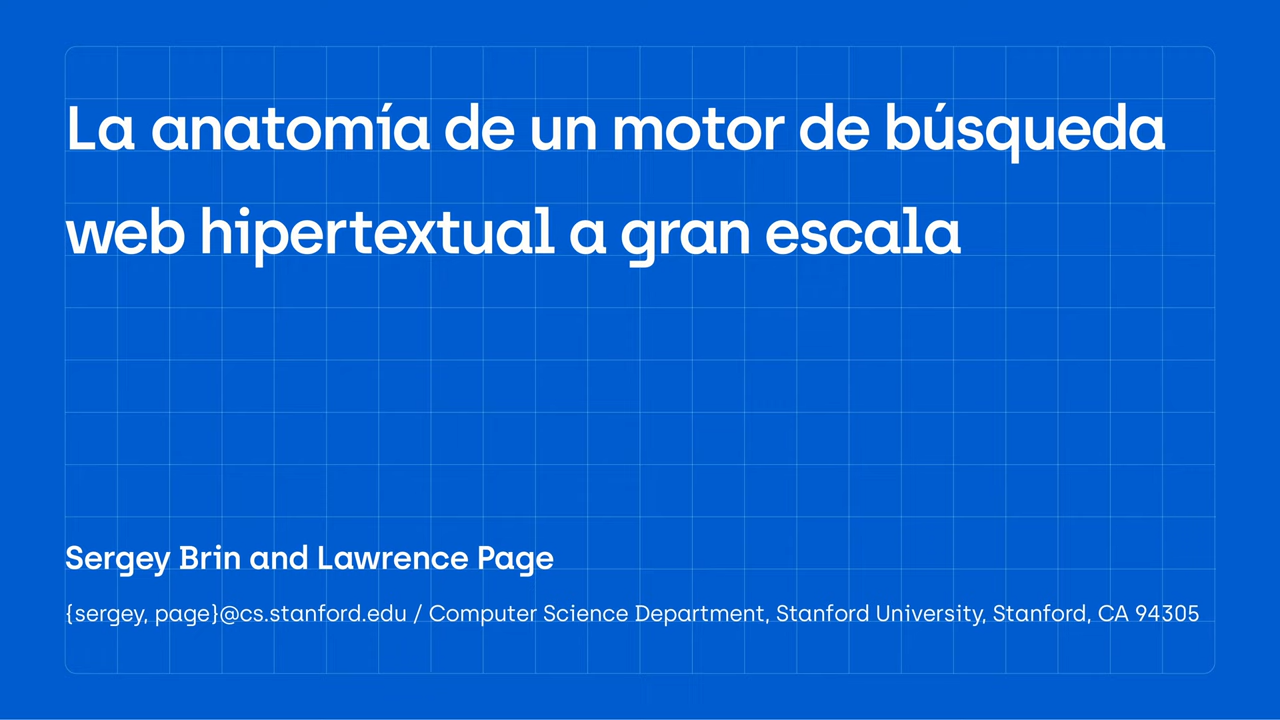 La anatomía de un motor de búsqueda
web hipertextual a gran escala
Sergey Brin and Lawrence Page
{sergey, page}@cs.stanford.edu / Computer Science Department, Stanford University, Stanford, CA 94305